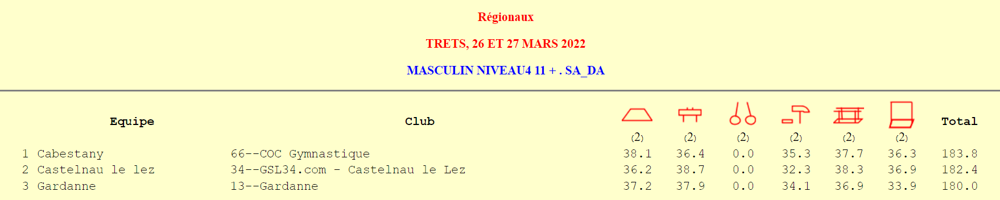 Régionaux
TRETS, 26 ET 27 MARS 2022
MASCULIN NIVEAU4 11 + . SA_DA
Equipe Club Total
(2) (2) (2) (2) (2) (2)
1 Cabestany 66--COC Gymnastique 38.1 36.4 0.0 35.3 37.7 36.3 183.8
2 Castelnau le lez 34--GSL34.com - Castelnau le Lez 36.2 38.7 0.0 32.3 38.3 36.9 182.4
3 Gardanne 13--Gardanne 37.2 37.9 0.0 34.1 36.9 33.9 180.0